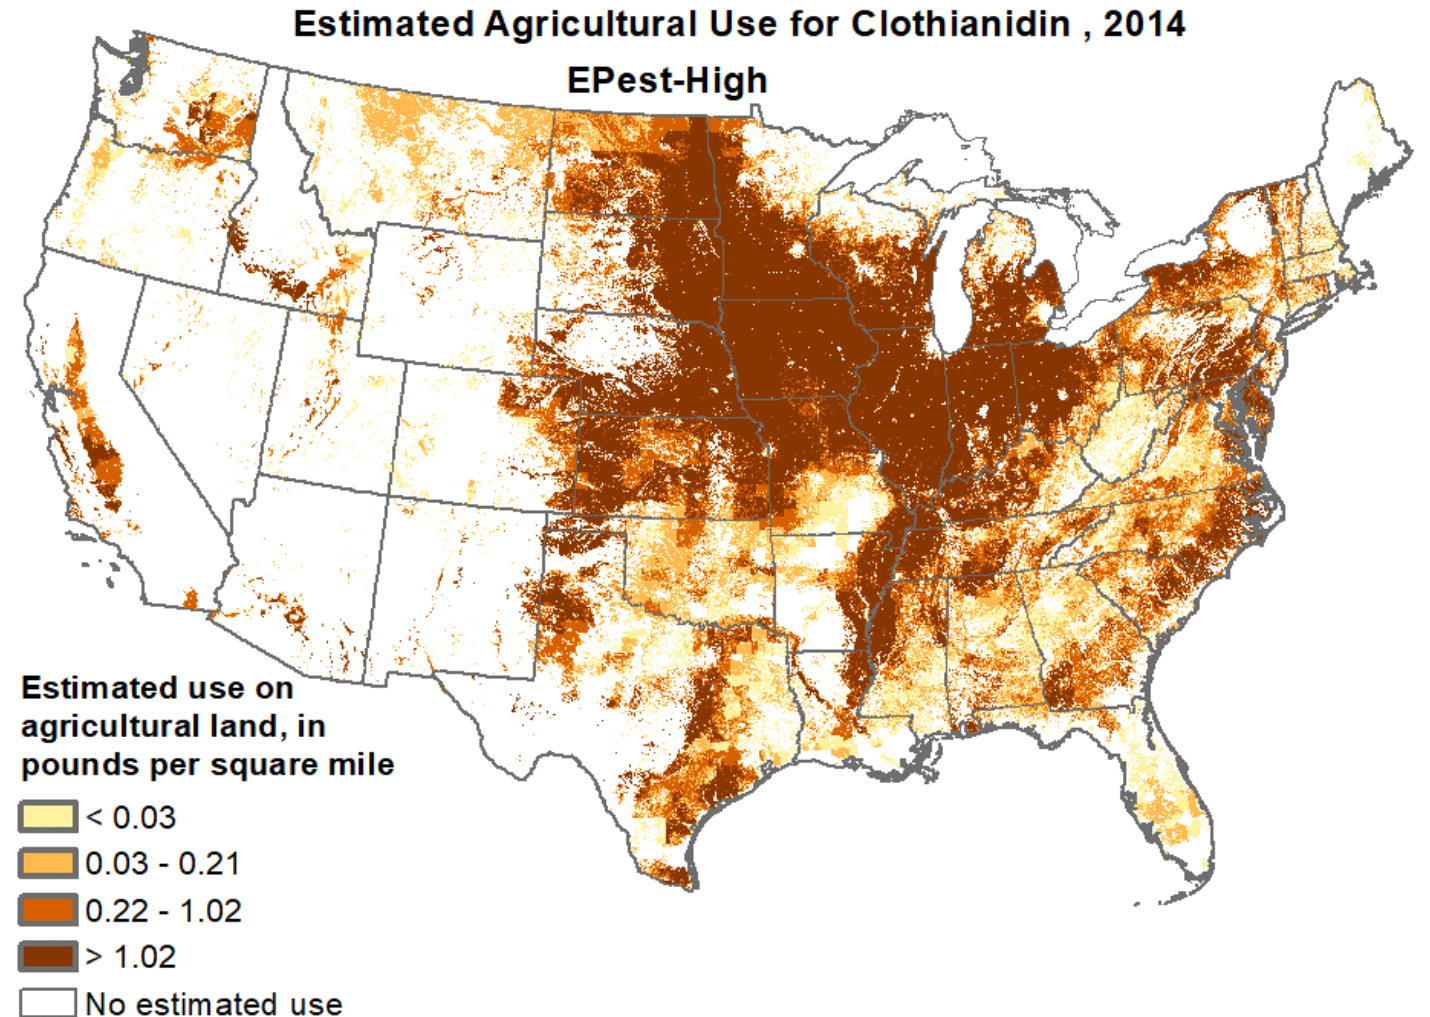 Estimated Agricultural Use for Clothianidin , 2014
EPest-High
Estimated use on
agricultural land, in
pounds per square mile
< 0.03
0.03 - 0.21
0.22 - 1.02
> 1.02
No estimated use